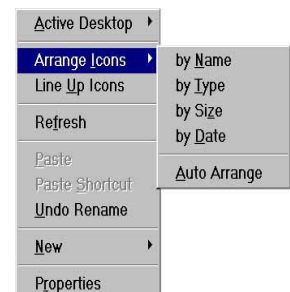 Active Desktop
Arrange Icons
Line Up Icons
Refresh
Paste
Paste Shortcut
Undo Rename
New
Properties
by Name
by Type
by Size
by Date
Auto Arrange